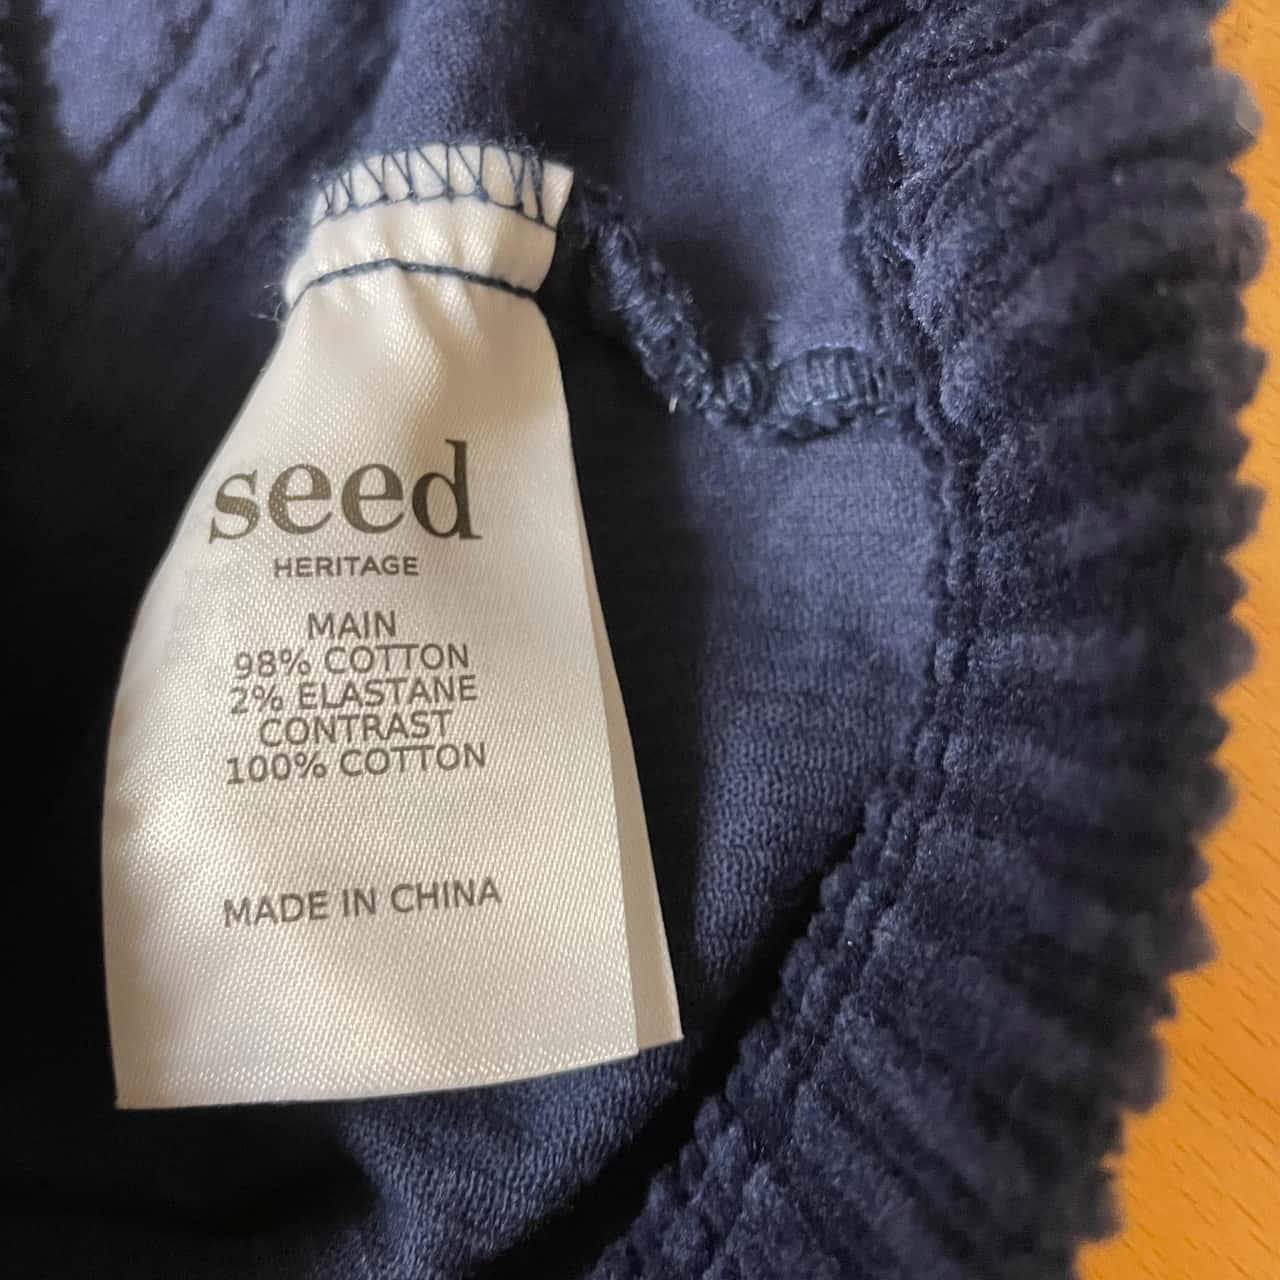 seed
HERITAGE
MAIN
98% COTTON
2% ELASTANE
CONTRAST
100% COTTON
MADE IN CHINA